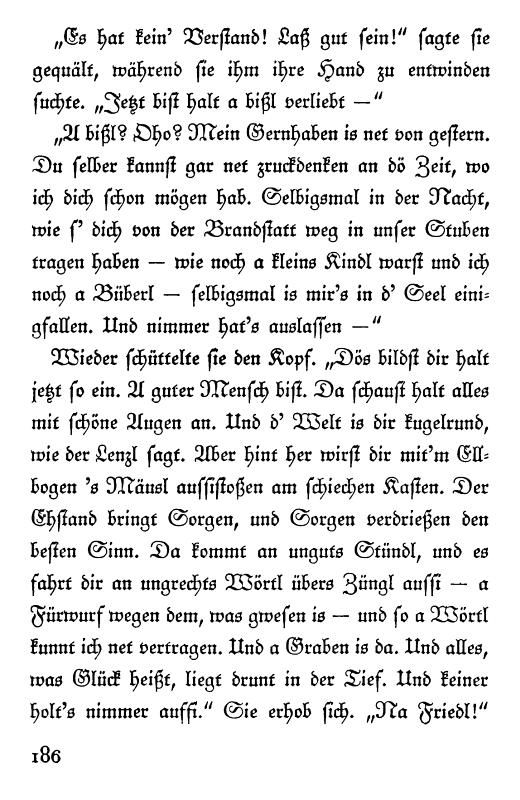 „Es hat kein’ Verstand! Laß gut sein!“ sagte sie
gequält, während sie ihm ihre Hand zu entwinden
suchte. „Jetzt bist halt a bißl verliebt —“
„A bißl? Oho? Mein Gernhaben is net von gestern.
Du selber kannst gar net zruckdenken an dö Zeit, wo
ich dich schon mögen hab. Selbigsmal in der Nacht,
wie s’ dich von der Brandstatt weg in unser Stuben
tragen haben — wie noch a kleins Kindl warst und ich
noch a Büberl — selbigsmal is mir’s in d’ Seel eini-
gfallen. Und nimmer hat’s auslassen —“
Wieder schüttelte sie den Kopf. „Dös bildst dir halt
jetzt so ein. A guter Mensch bist. Da schaust halt alles
mit schöne Augen an. Und d’ Welt is dir kugelrund,
wie der Lenzl sagt. Aber hint her wirst dir mit’m Ell-
bogen ’s Mäusl aussistoßen am schiechen Kasten. Der
Ehstand bringt Sorgen, und Sorgen verdrießen den
besten Sinn. Da kommt an unguts Stündl, und es
fahrt dir an ungrechts Wörtl übers Züngl aussi — a
Fürwurf wegen dem, was gwesen is — und so a Wörtl
kunnt ich net vertragen. Und a Graben is da. Und alles,
was Glück heißt, liegt drunt in der Tief. Und keiner
holt’s nimmer auffi.“ Sie erhob sich. „Na Friedl!“
186